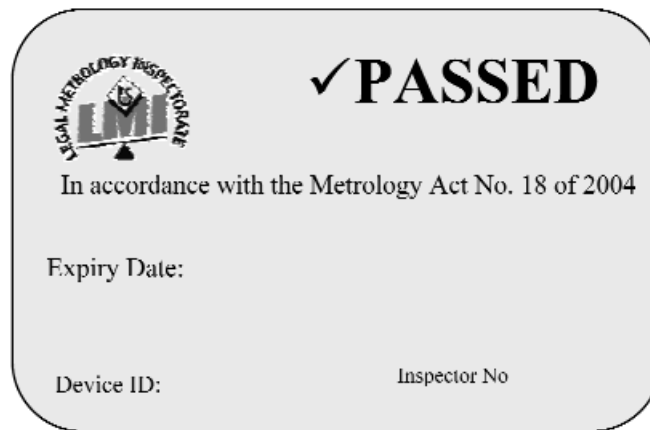 LEGAL METROLOGY INSPECTORATE
LMI
✓PASSED
In accordance with the Metrology Act No. 18 of 2004
Expiry Date:
Device ID:
Inspector No